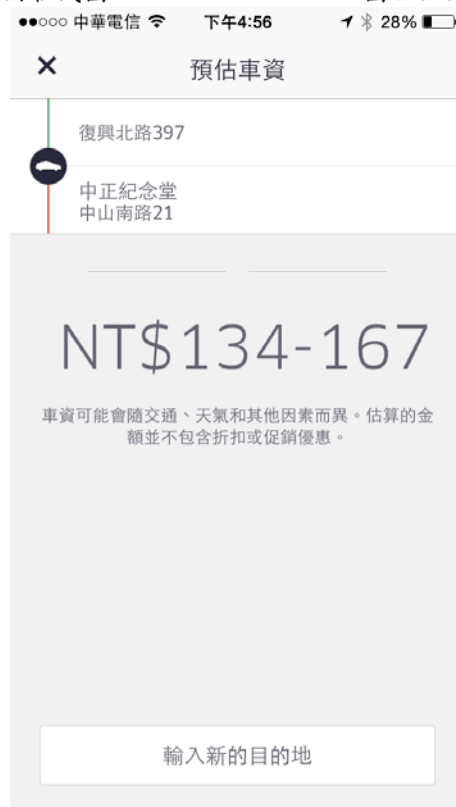 中華電信 下午4:56 28%
預估車資
復興北路397
中正紀念堂
中山南路21
NT$134-167
車資可能會隨交通、天氣和其他因素而異。估算的金
額並不包含折扣或促銷優惠。
輸入新的目的地